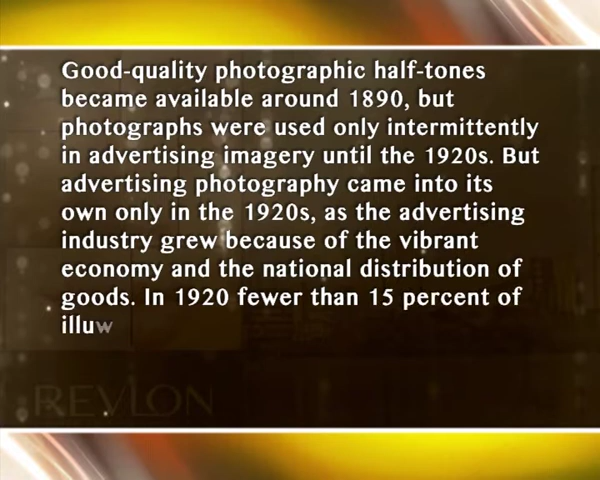 Good-quality photographic half-tones
became available around 1890, but
photographs were used only intermittently
in advertising imagery until the 1920s. But
advertising photography came into its
own only in the 1920s, as the advertising
industry grew because of the vibrant
economy and the national distribution of
goods. In 1920 fewer than 15 percent of
illuw
REVLON